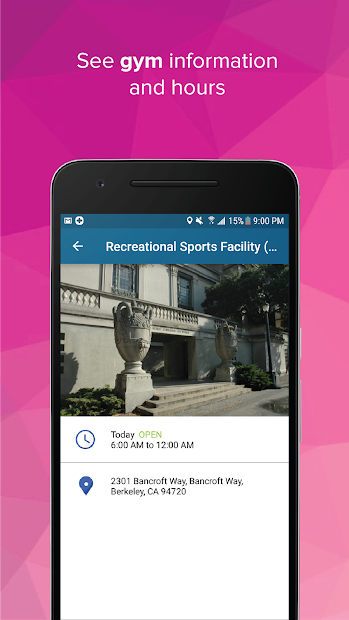 See gym information
and hours
15% 9:00 PM
Recreational Sports Facility (...
Today OPEN
6:00 AM to 12:00 AM
2301 Bancroft Way, Bancroft Way,
Berkeley, CA 94720